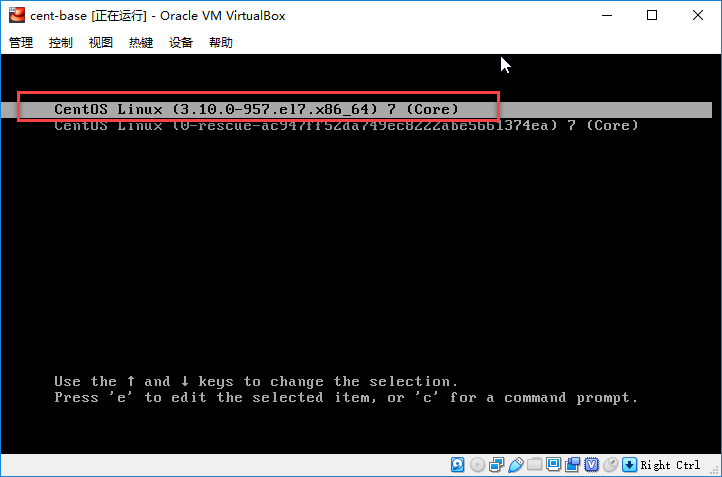 cent-base [正在运行] - Oracle VM VirtualBox
管理 控制 视图 热键 设备 帮助
CentOS Linux (3.10.0-957.el7.x86_64) 7 (Core)
CentOS Linux (0-rescue-ac947ff52da749ec8222abe5661374ea) 7 (Core)
Use the ↑ and ↓ keys to change the selection.
Press 'e' to edit the selected item, or 'c' for a command prompt.
Right Ctrl